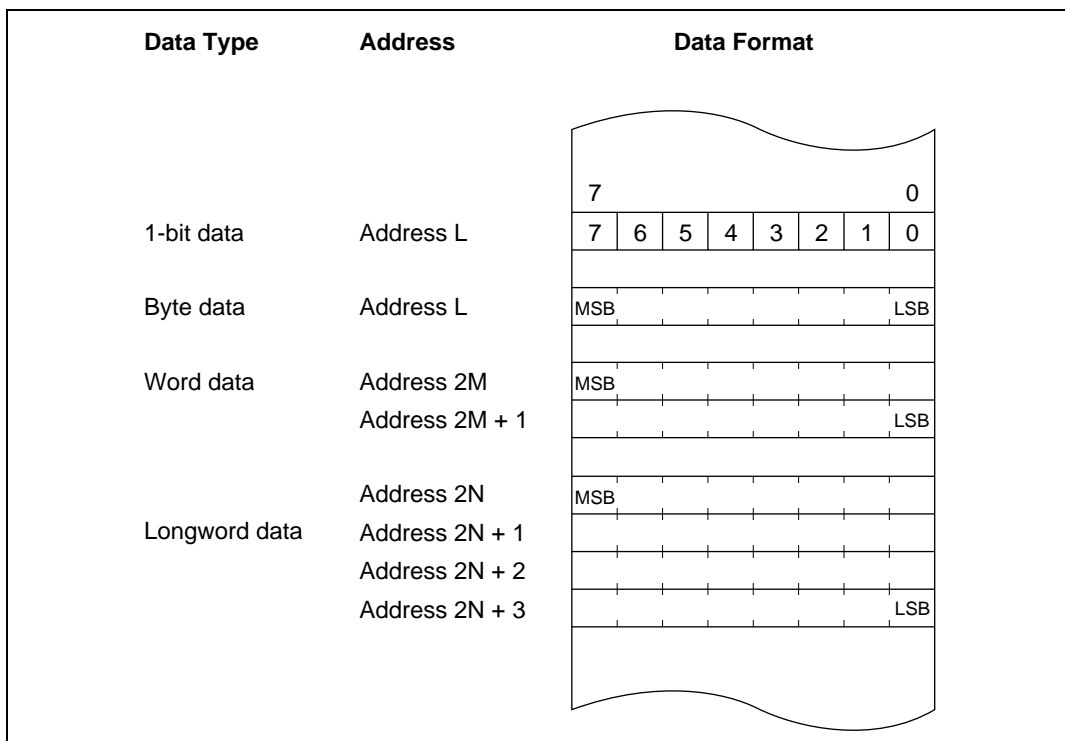 Data Type Address Data Format
7 0
1-bit data Address L 7 6 5 4 3 2 1 0
Byte data Address L MSB LSB
Word data Address 2M MSB
Address 2M + 1 LSB
Address 2N MSB
Longword data Address 2N + 1
Address 2N + 2
Address 2N + 3 LSB